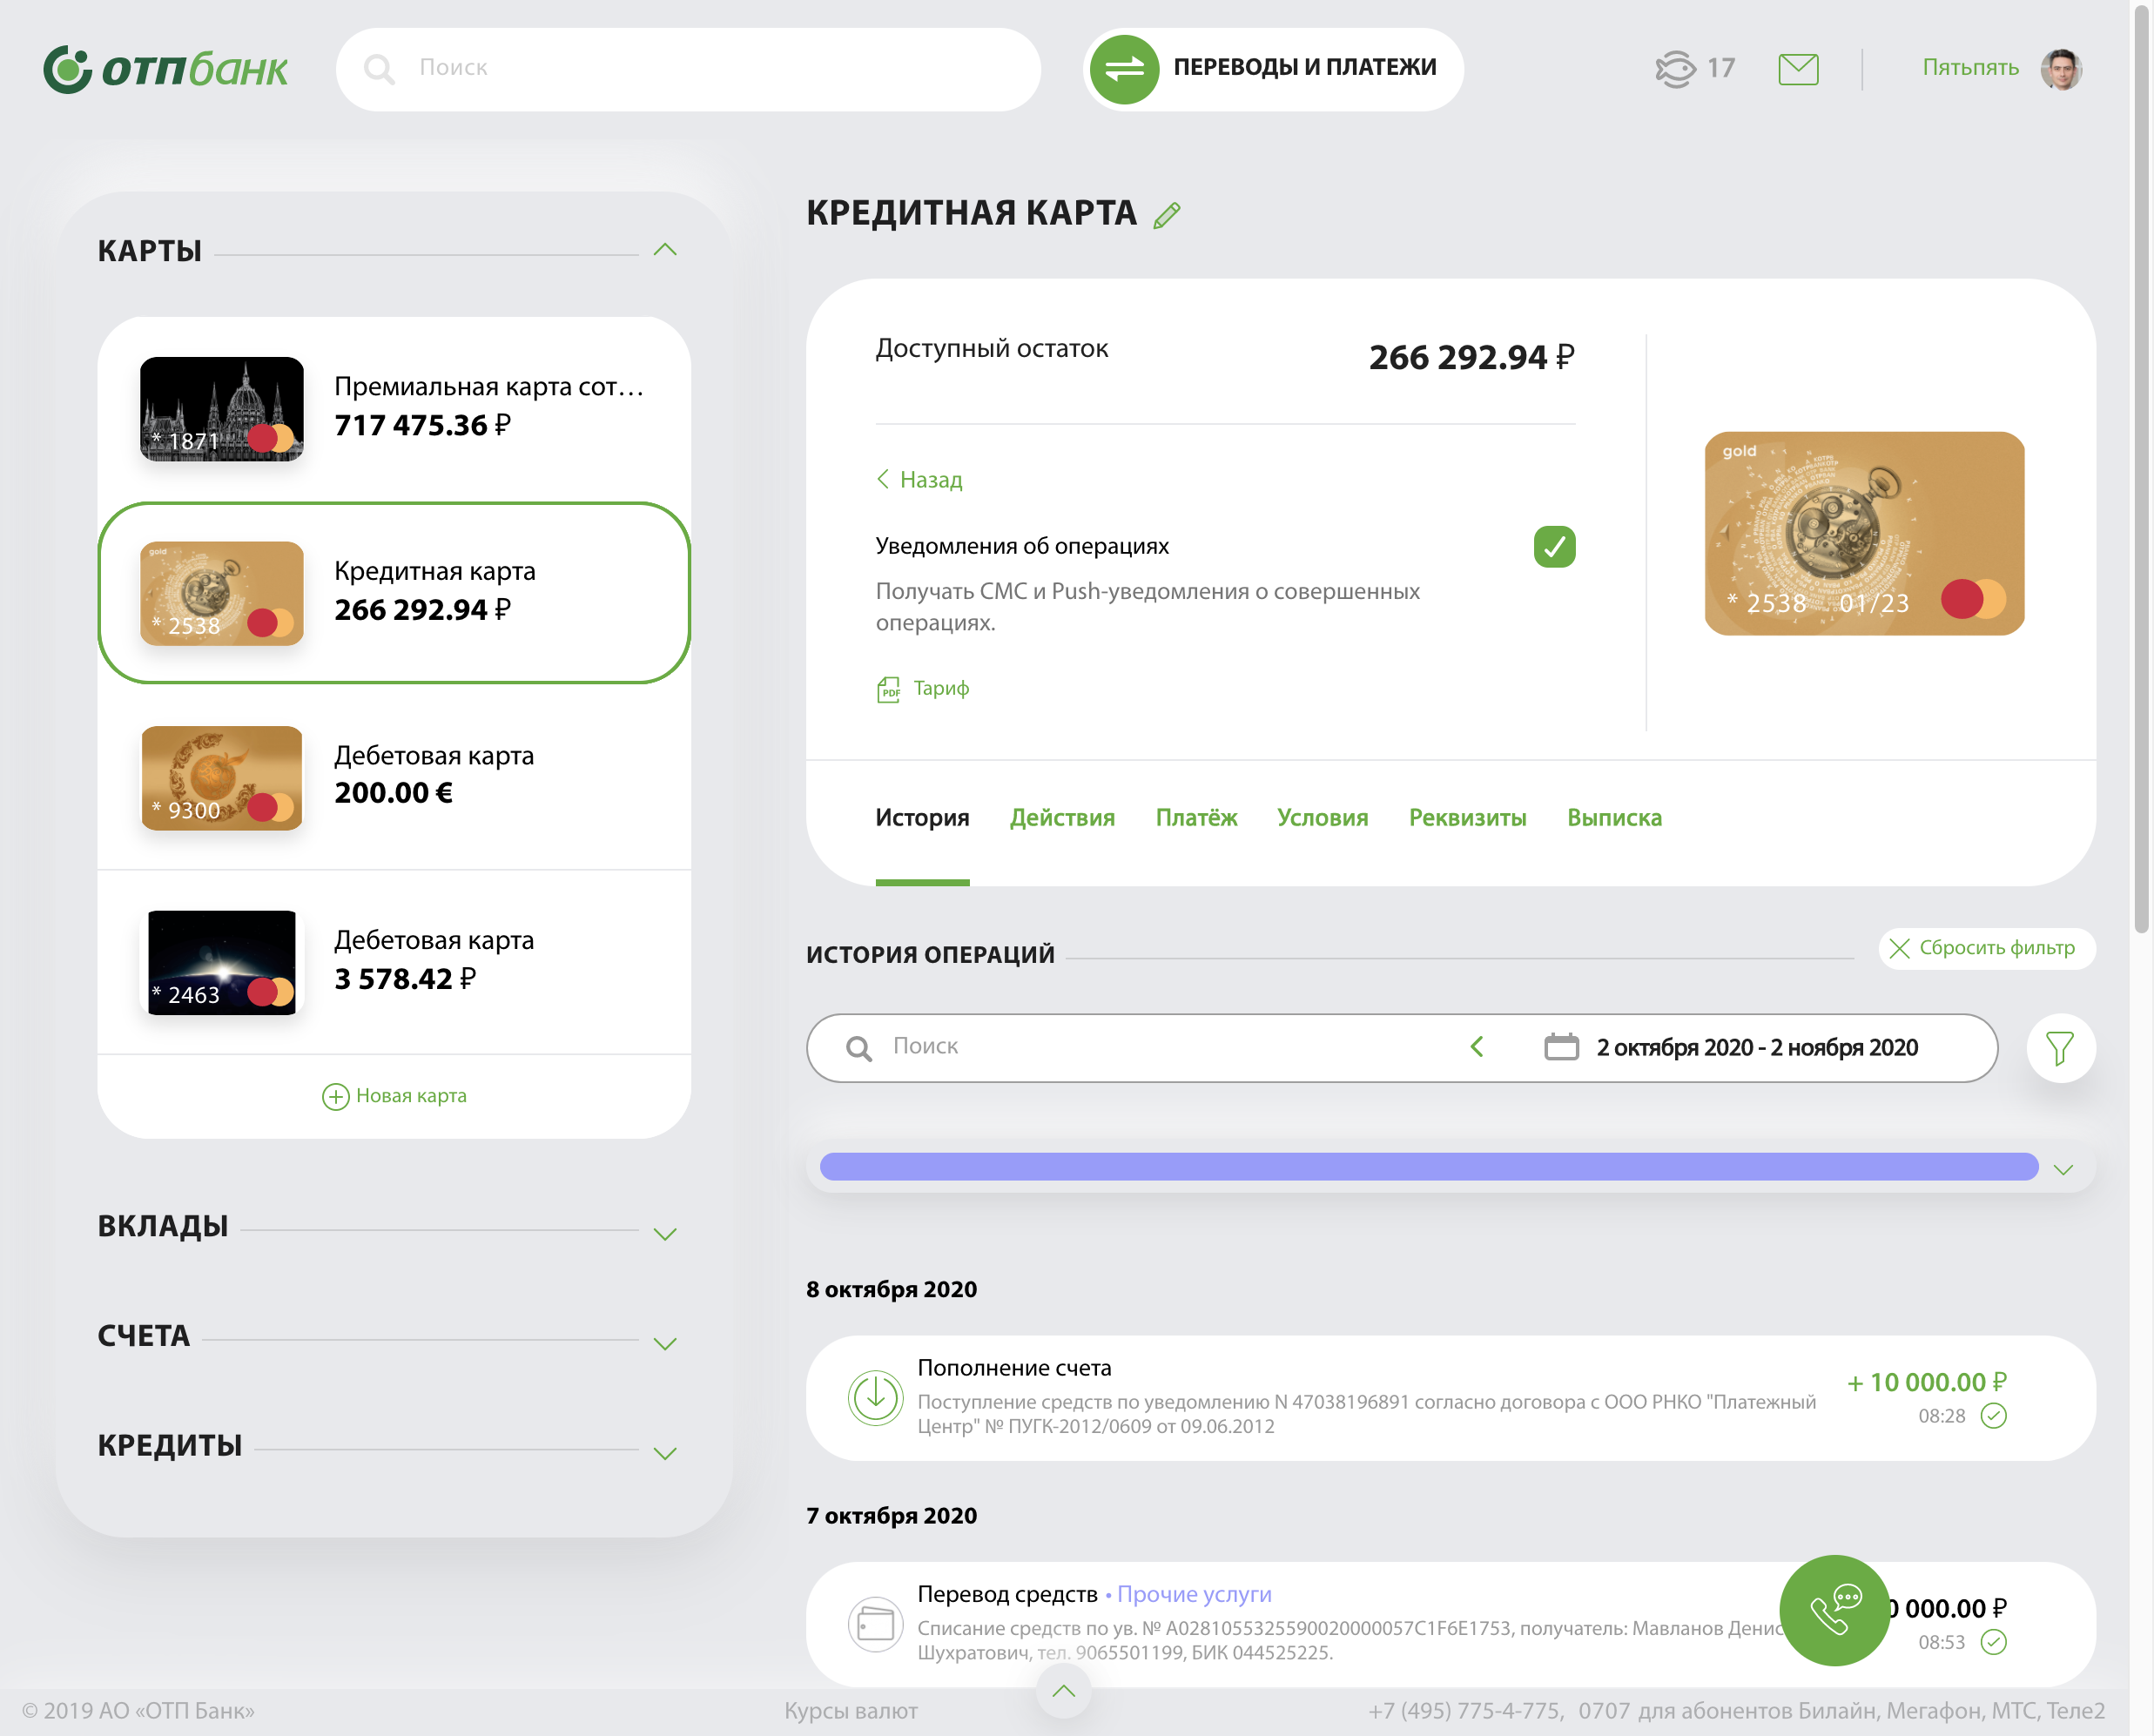 отпбанк
Поиск
ПЕРЕВОДЫ И ПЛАТЕЖИ
17
Пятьпять
КАРТЫ
* 1871
Премиальная карта сот...
717 475.36 ₽
gold
* 2538
Кредитная карта
266 292.94 ₽
* 9300
Дебетовая карта
200.00 €
* 2463
Дебетовая карта
3 578.42 ₽
Новая карта
ВКЛАДЫ
СЧЕТА
КРЕДИТЫ
КРЕДИТНАЯ КАРТА
Доступный остаток
266 292.94 ₽
Назад
Уведомления об операциях
Получать СМС и Push-уведомления о совершенных
операциях.
PDF Тариф
gold
* 2538 01/23
История Действия Платёж Условия Реквизиты Выписка
ИСТОРИЯ ОПЕРАЦИЙ
Сбросить фильтр
Поиск
2 октября 2020 - 2 ноября 2020
8 октября 2020
Пополнение счета
Поступление средств по уведомлению N 47038196891 согласно договора с ООО РНКО "Платежный
Центр" № ПУГК-2012/0609 от 09.06.2012
+ 10 000.00 ₽
08:28
7 октября 2020
Перевод средств • Прочие услуги
Списание средств по ув. № A0281055325590020000057C1F6E1753, получатель: Мавланов Денис
Шухратович, тел. 9065501199, БИК 044525225.
0 000.00 ₽
08:53
© 2019 АО «ОТП Банк»
Курсы валют
+7 (495) 775-4-775, 0707 для абонентов Билайн, Мегафон, МТС, Теле2